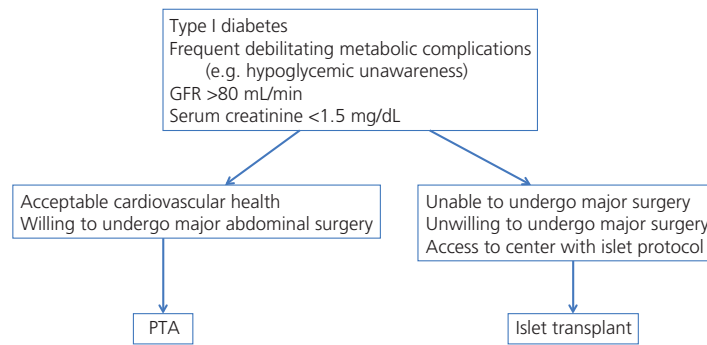 Type I diabetes
Frequent debilitating metabolic complications
(e.g. hypoglycemic unawareness)
GFR >80 mL/min
Serum creatinine <1.5 mg/dL
Acceptable cardiovascular health
Willing to undergo major abdominal surgery
Unable to undergo major surgery
Unwilling to undergo major surgery
Access to center with islet protocol
PTA
Islet transplant